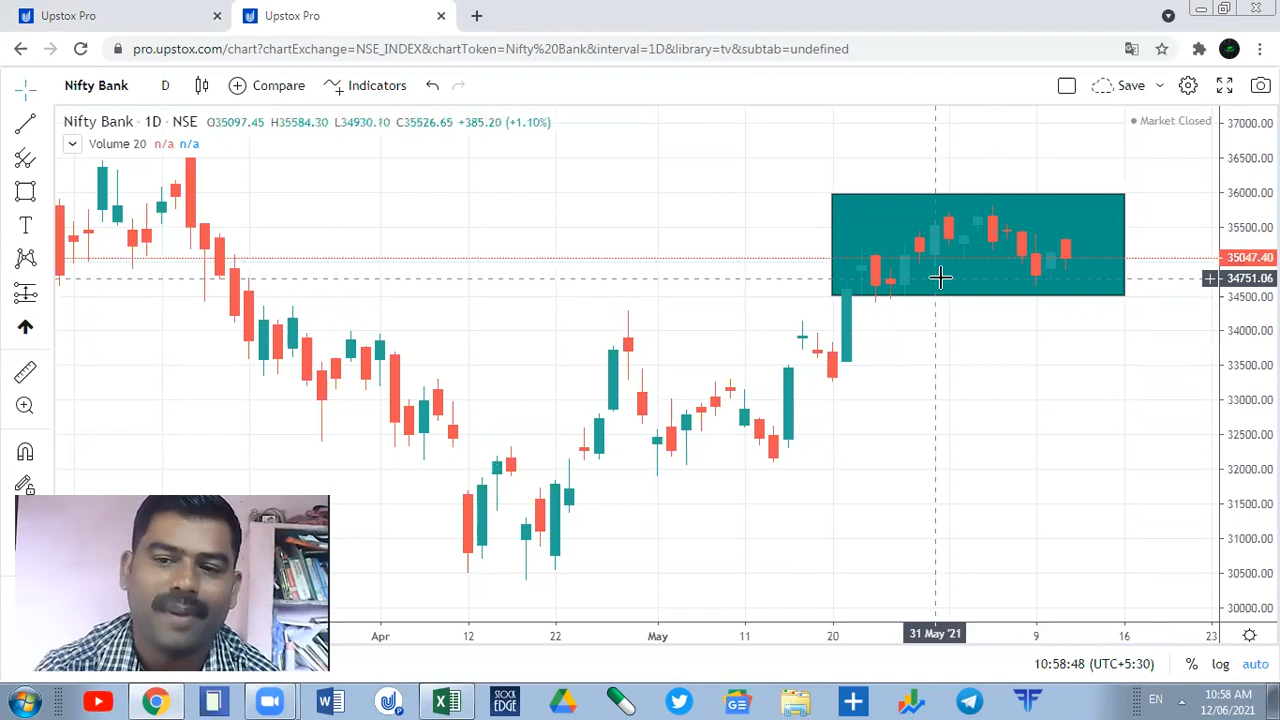 Upstox Pro
Upstox Pro
pro.upstox.com/chart?chartExchange=NSE_INDEX&chartToken=Nifty%20Bank&interval=1D&library=tv&subtab=undefined
Nifty Bank D Compare Indicators Save
Nifty Bank · 1D · NSE O35097.45 H35584.30 L34930.10 C35526.65 +385.20 (+1.10%)
Market Closed
Volume 20 n/a n/a
37000.00
36500.00
36000.00
35500.00
35047.40
34751.06
34500.00
34000.00
33500.00
33000.00
32500.00
32000.00
31500.00
31000.00
30500.00
30000.00
Apr 12 22 May 11 20 31 May '21 9 16 23
10:58:48 (UTC+5:30) % log auto
STOCK
EDGE
EN
10:58 AM
12/06/2021